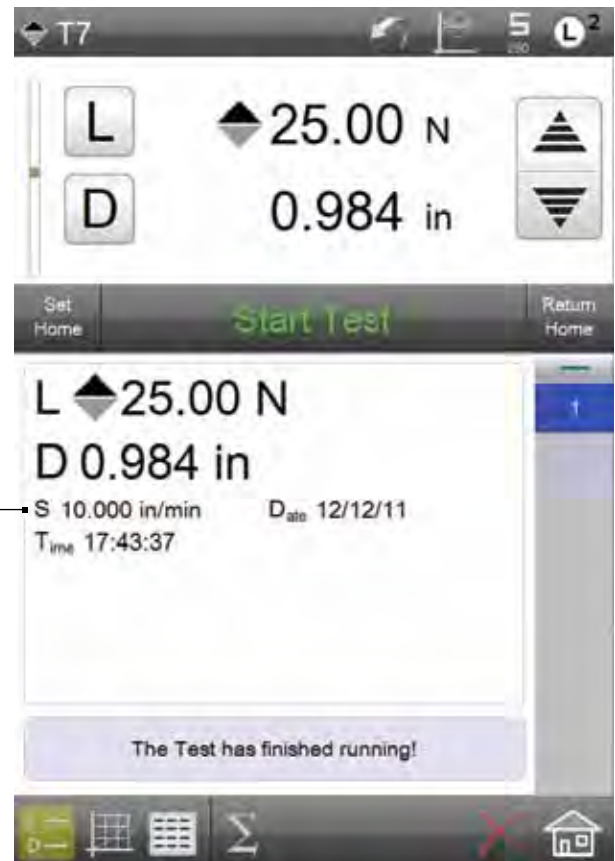 T7
5
250
L 2
L 25.00 N
D 0.984 in
Set Home
Start Test
Return Home
L 25.00 N
1
D 0.984 in
S 10.000 in/min Date 12/12/11
Time 17:43:37
The Test has finished running!
L
D
Σ